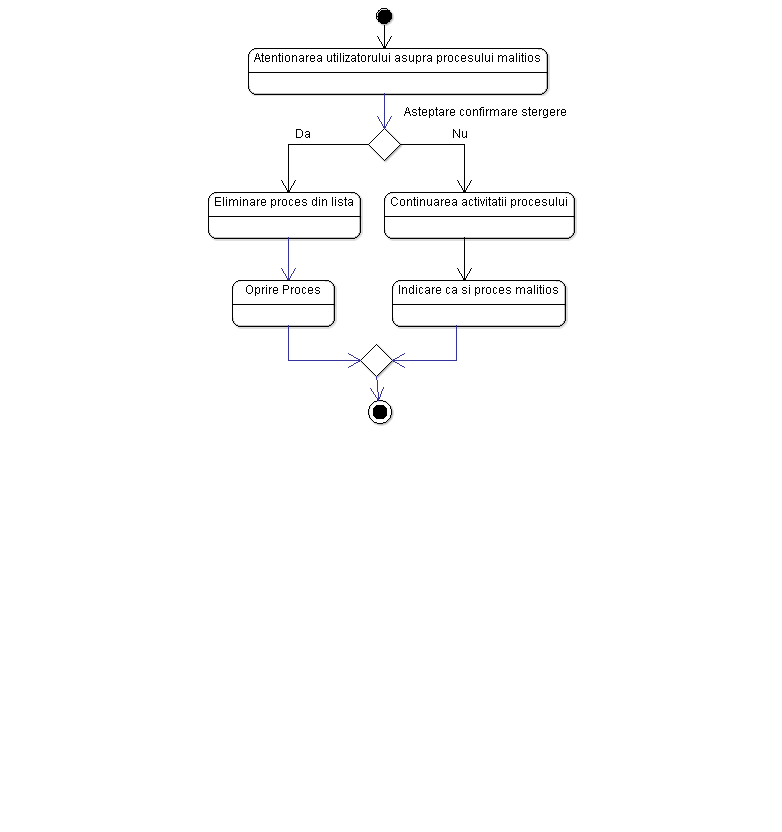 Atentionarea utilizatorului asupra procesului malitios
Asteptare confirmare stergere
Da
Nu
Eliminare proces din lista
Continuarea activitatii procesului
Oprire Proces
Indicare ca si proces malitios